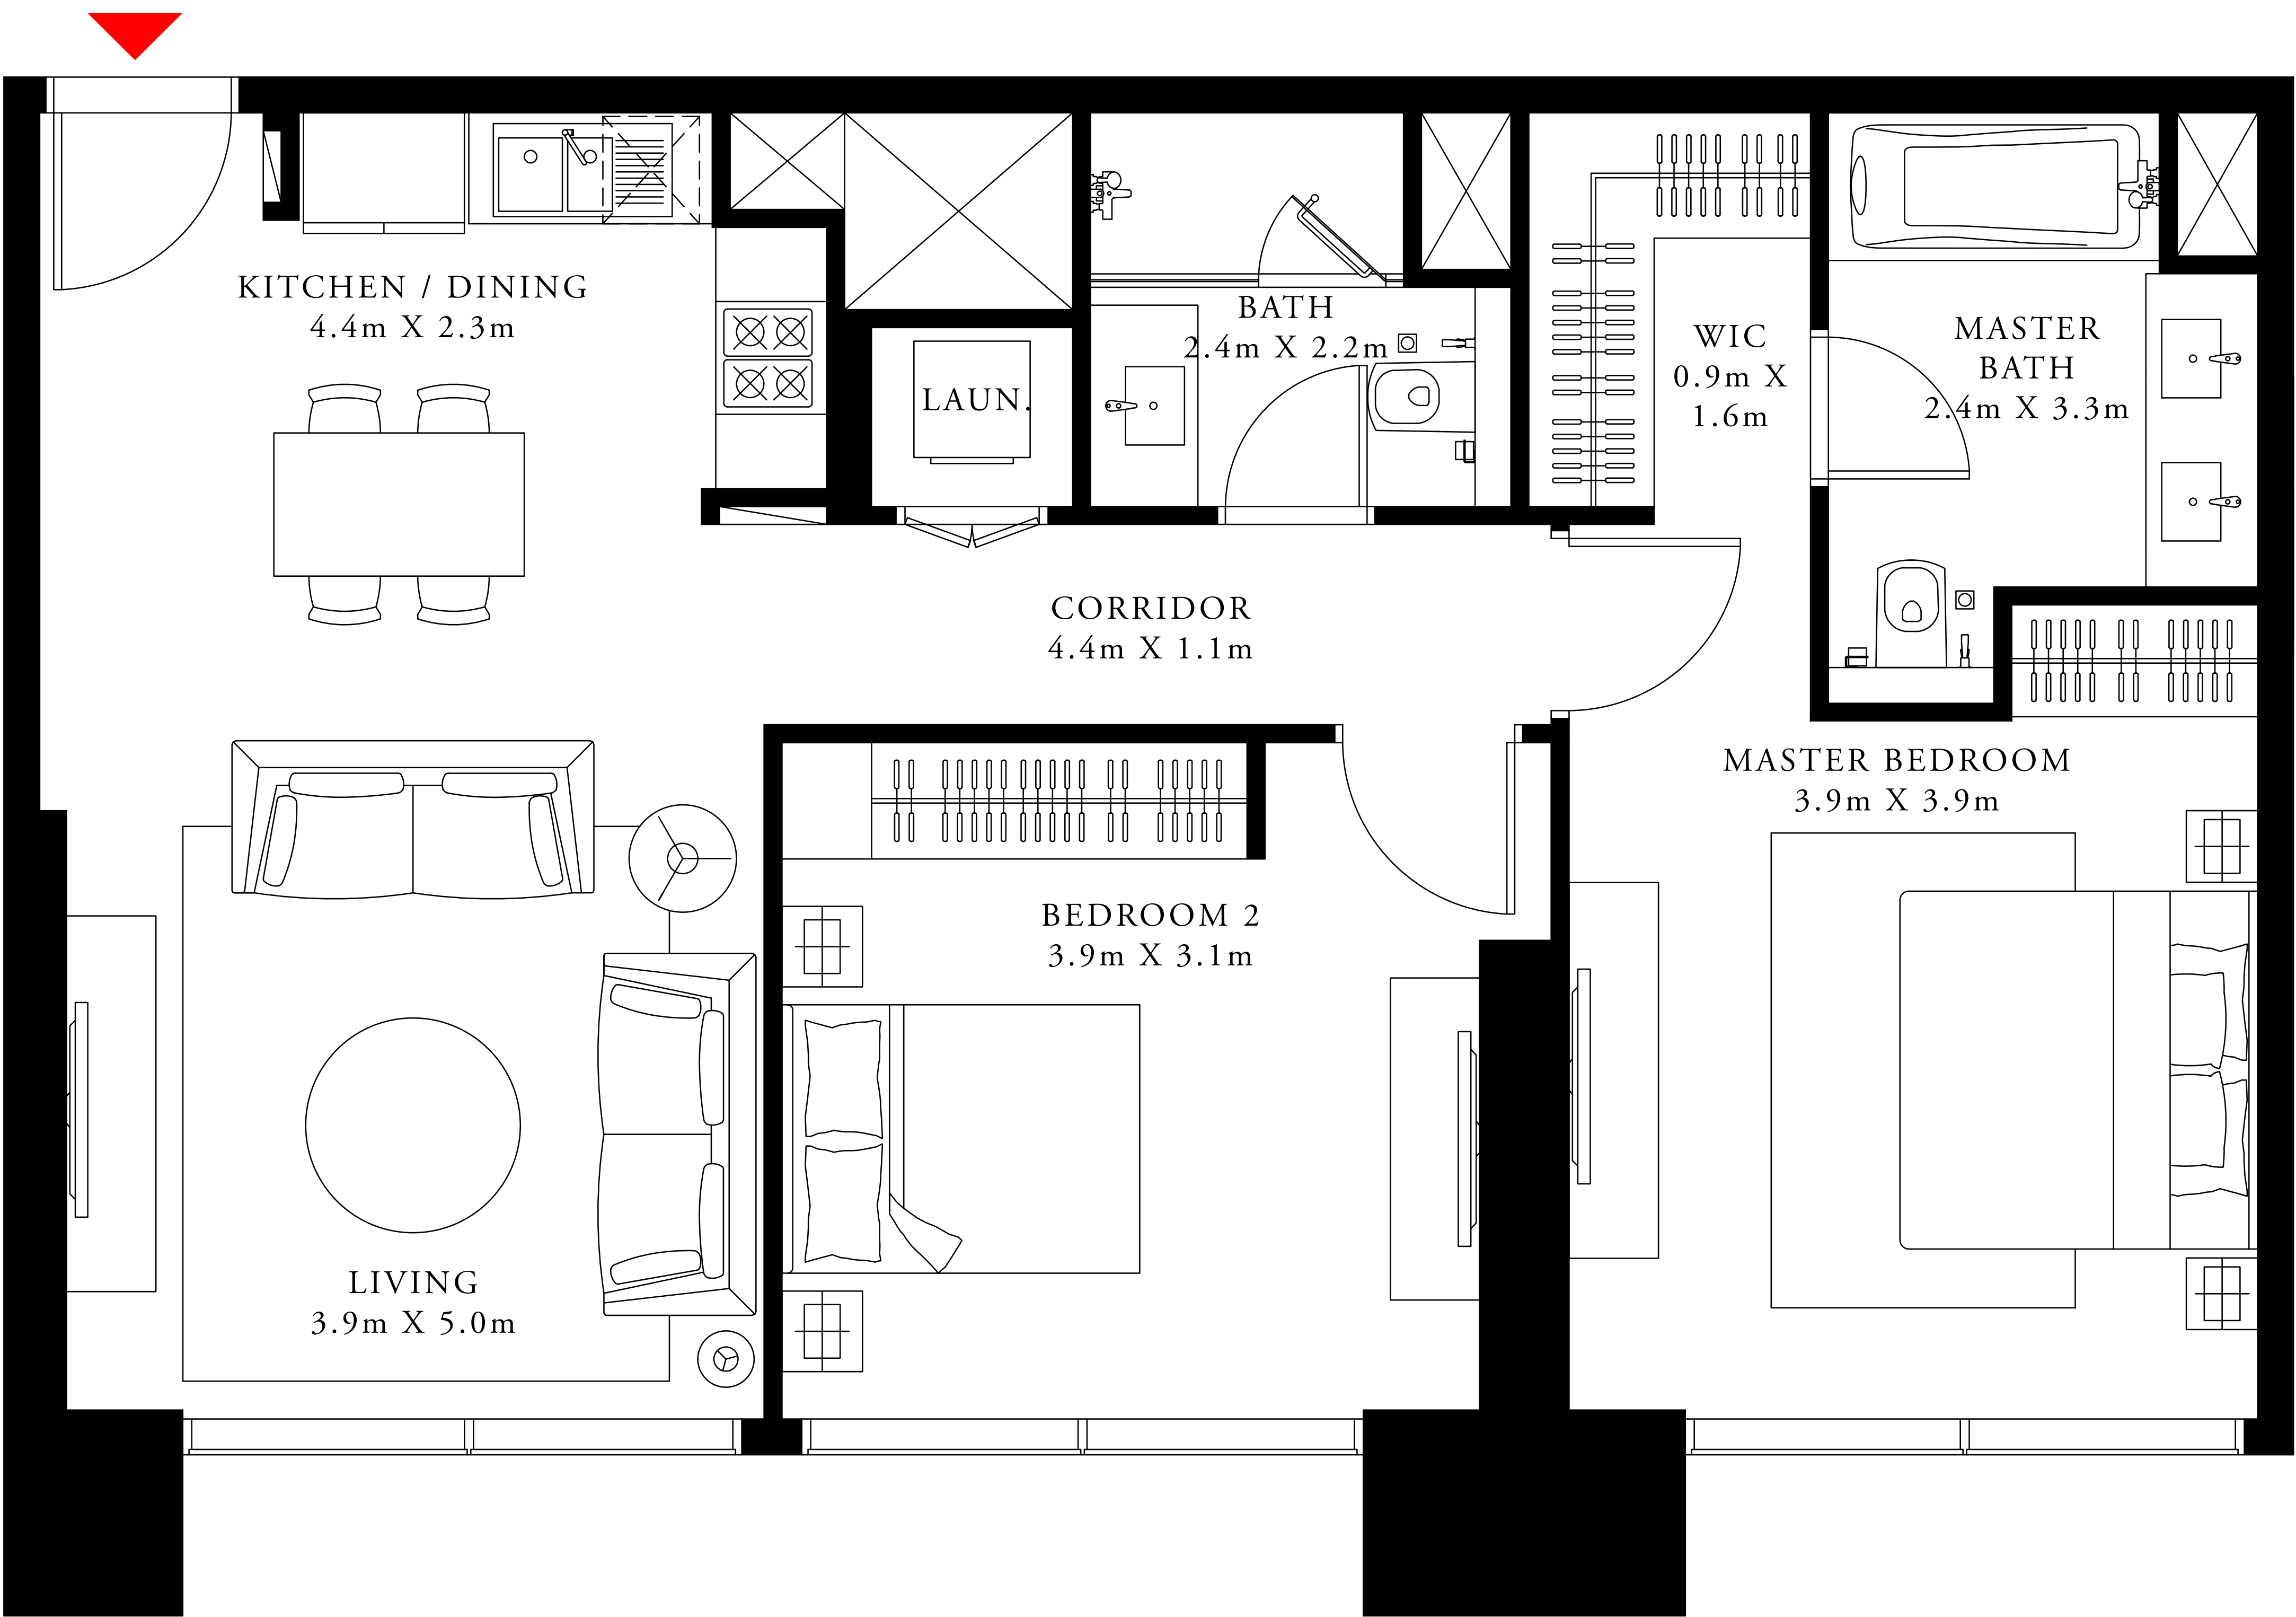 KITCHEN / DINING
4.4m X 2.3m
LAUN.
BATH
2.4m X 2.2m
WIC
0.9m X
1.6m
MASTER
BATH
2.4m X 3.3m
CORRIDOR
4.4m X 1.1m
MASTER BEDROOM
3.9m X 3.9m
BEDROOM 2
3.9m X 3.1m
LIVING
3.9m X 5.0m